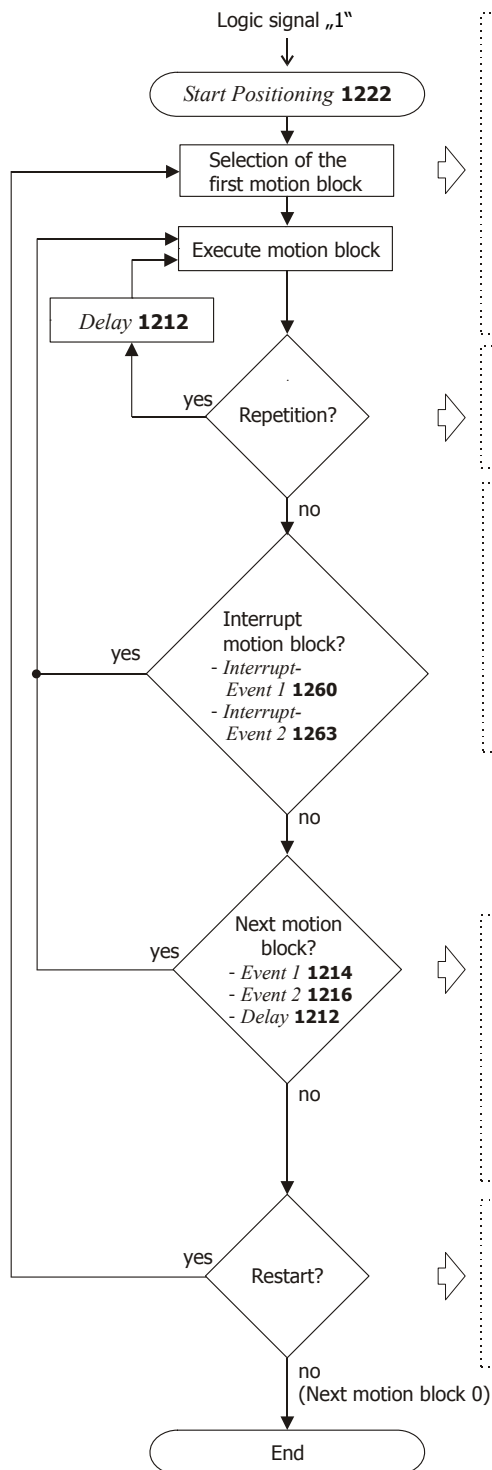 Logic signal „1“
Start Positioning 1222
Selection of the
first motion block
Execute motion block
Delay 1212
yes
Repetition?
no
Interrupt
motion block?
yes
- Interrupt-
Event 1 1260
- Interrupt-
Event 2 1263
no
Next motion
block?
yes
- Event 1 1214
- Event 2 1216
- Delay 1212
no
yes
Restart?
no
(Next motion block 0)
End